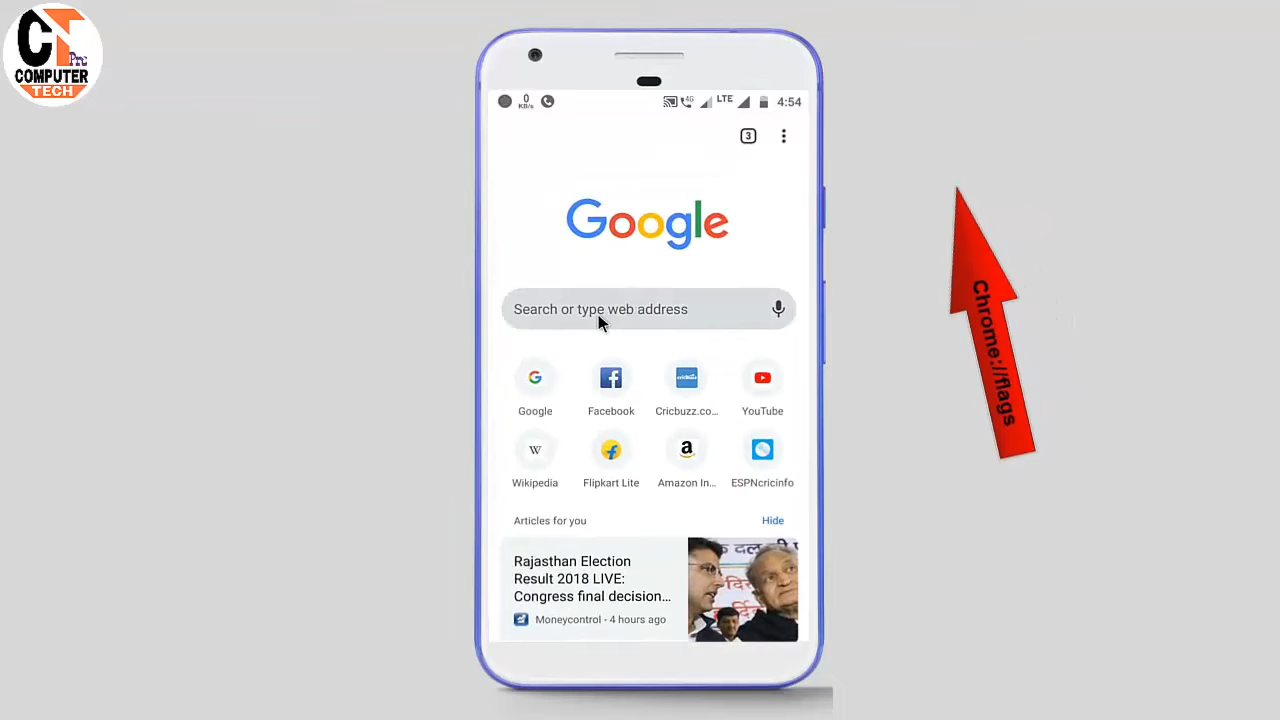 CT
Prc
COMPUTER
TECH
0
KB/s
4G
LTE
4:54
3
Google
Search or type web address
G
Google
Facebook
cricbuzz
Cricbuzz.co...
YouTube
W
Wikipedia
Flipkart Lite
a
Amazon In...
ESPNcricinfo
Articles for you
Hide
Rajasthan Election
Result 2018 LIVE:
Congress final decision...
Moneycontrol - 4 hours ago
Chrome://flags